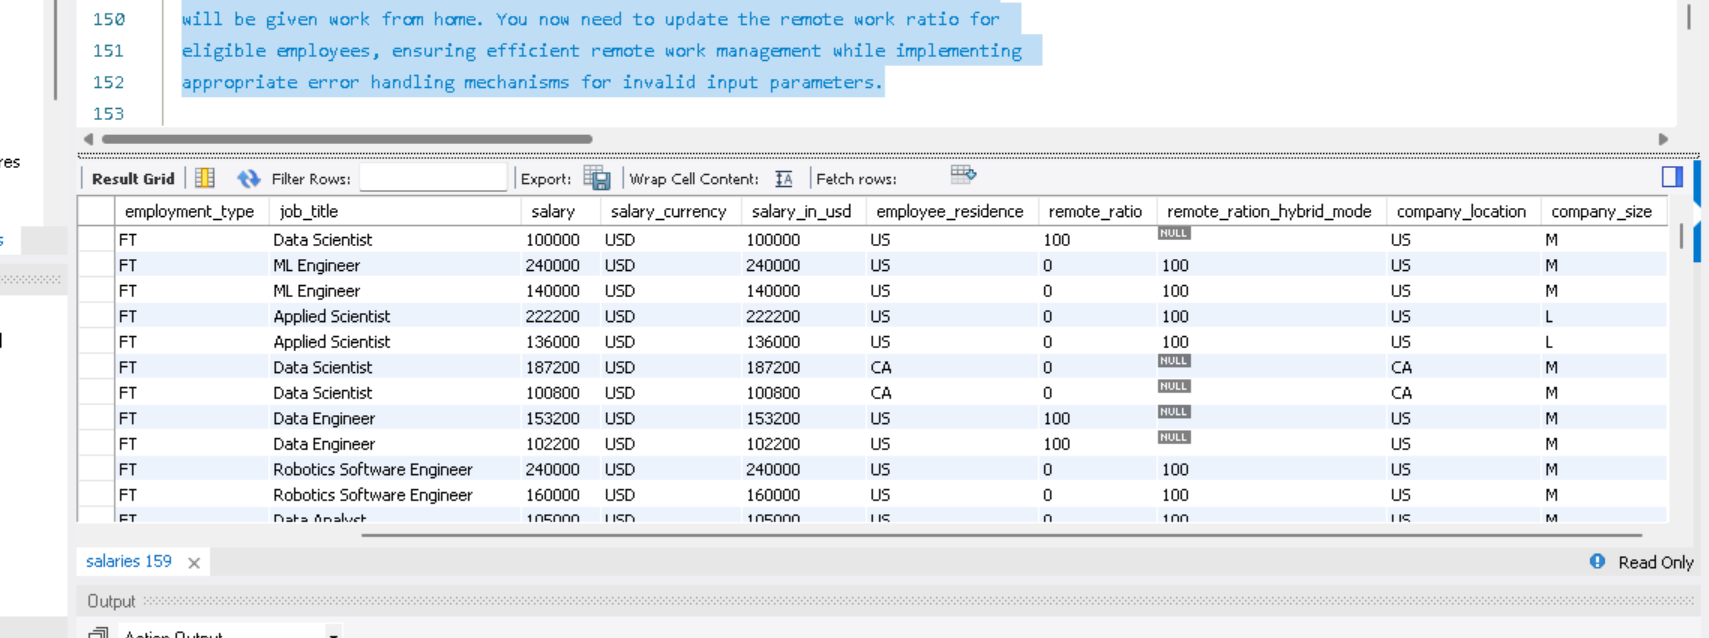 150 will be given work from home. You now need to update the remote work ratio for
151 eligible employees, ensuring efficient remote work management while implementing
152 appropriate error handling mechanisms for invalid input parameters.
153
Result Grid Filter Rows: Export: Wrap Cell Content: Fetch rows:
employment_type job_title salary salary_currency salary_in_usd employee_residence remote_ratio remote_ration_hybrid_mode company_location company_size
FT Data Scientist 100000 USD 100000 US 100 NULL US M
FT ML Engineer 240000 USD 240000 US 0 100 US M
FT ML Engineer 140000 USD 140000 US 0 100 US M
FT Applied Scientist 222200 USD 222200 US 0 100 US L
FT Applied Scientist 136000 USD 136000 US 0 100 US L
FT Data Scientist 187200 USD 187200 CA 0 NULL CA M
FT Data Scientist 100800 USD 100800 CA 0 NULL CA M
FT Data Engineer 153200 USD 153200 US 100 NULL US M
FT Data Engineer 102200 USD 102200 US 100 NULL US M
FT Robotics Software Engineer 240000 USD 240000 US 0 100 US M
FT Robotics Software Engineer 160000 USD 160000 US 0 100 US M
FT Data Analyst 105000 USD 105000 US 0 100 US M
salaries 159 Read Only
Output
Action Output